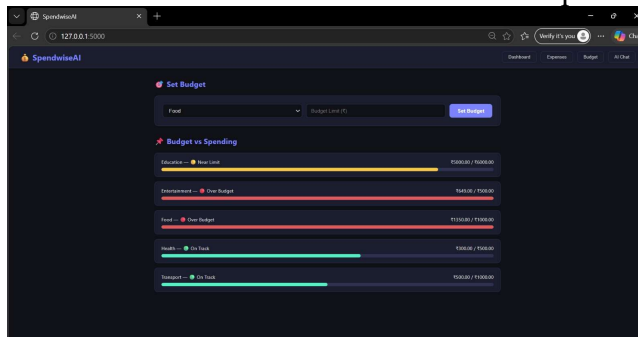 SpendwiseAI
127.0.0.1:5000
Verify it's you
SpendwiseAI
Dashboard Expenses Budget AI Chat
Set Budget
Food Budget Limit (₹) Set Budget
Budget vs Spending
Education — Near Limit ₹5000.00 / ₹6000.00
Entertainment — Over Budget ₹649.00 / ₹500.00
Food — Over Budget ₹1350.00 / ₹1000.00
Health — On Track ₹300.00 / ₹500.00
Transport — On Track ₹500.00 / ₹1000.00